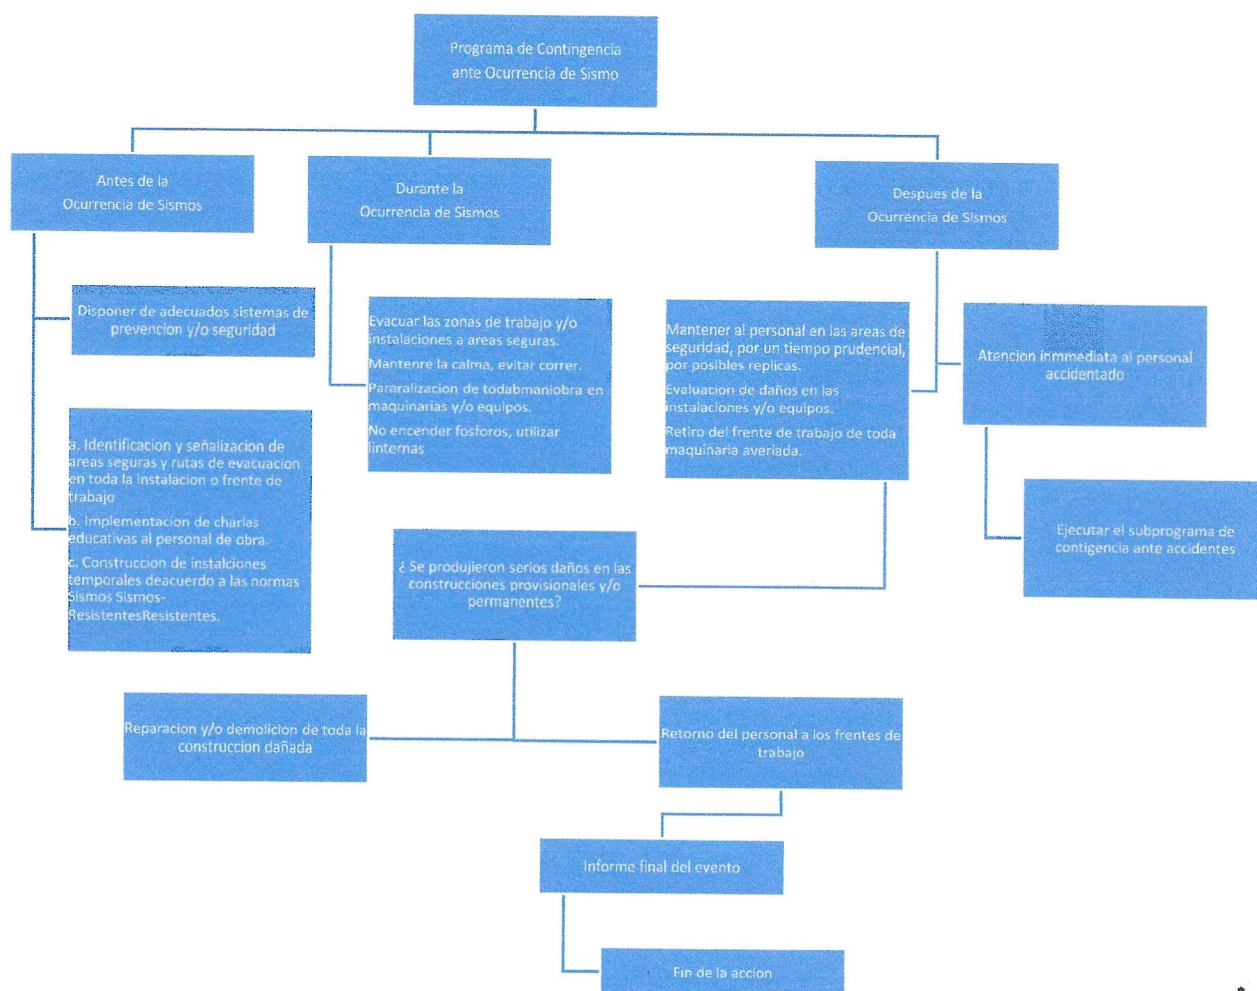 Programa de Contingencia
ante Ocurrencia de Sismo
Antes de la
Ocurrencia de Sismos
Durante la
Ocurrencia de Sismos
Despues de la
Ocurrencia de Sismos
Disponer de adecuados sistemas de
prevencion y/o seguridad
a. Identificacion y señalizacion de
areas seguras y rutas de evacuacion
en toda la instalacion o frente de
trabajo
b. Implementacion de charlas
educativas al personal de obra.
c. Construccion de instalciones
temporales deacuerdo a las normas
Sismos Sismos-
ResistentesResistentes.
Evacuar las zonas de trabajo y/o
instalaciones a areas seguras.
Mantenre la calma, evitar correr.
Pararalizacion de todabmaniobra en
maquinarias y/o equipos.
No encender fosforos, utilizar
linternas
Mantener al personal en las areas de
seguridad, por un tiempo prudencial,
por posibles replicas.
Evaluacion de daños en las
instalaciones y/o equipos.
Retiro del frente de trabajo de toda
maquinaria averiada.
Atencion inmmediata al personal
accidentado
Ejecutar el subprograma de
contigencia ante accidentes
¿ Se produjieron serios daños en las
construcciones provisionales y/o
permanentes?
Reparacion y/o demolicion de toda la
construccion dañada
Retorno del personal a los frentes de
trabajo
Informe final del evento
Fin de la accion